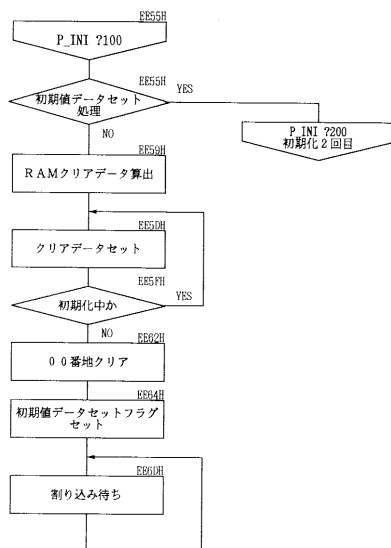 EE55H
P_INI ?100
EE55H
初期値データセット
処理
YES
NO
P_INI ?200
初期化2回目
EE59H
RAMクリアデータ算出
EE5DH
クリアデータセット
EE5FH
初期化中か
YES
NO
EE62H
00番地クリア
EE64H
初期値データセットフラグ
セット
EE6DH
割り込み待ち